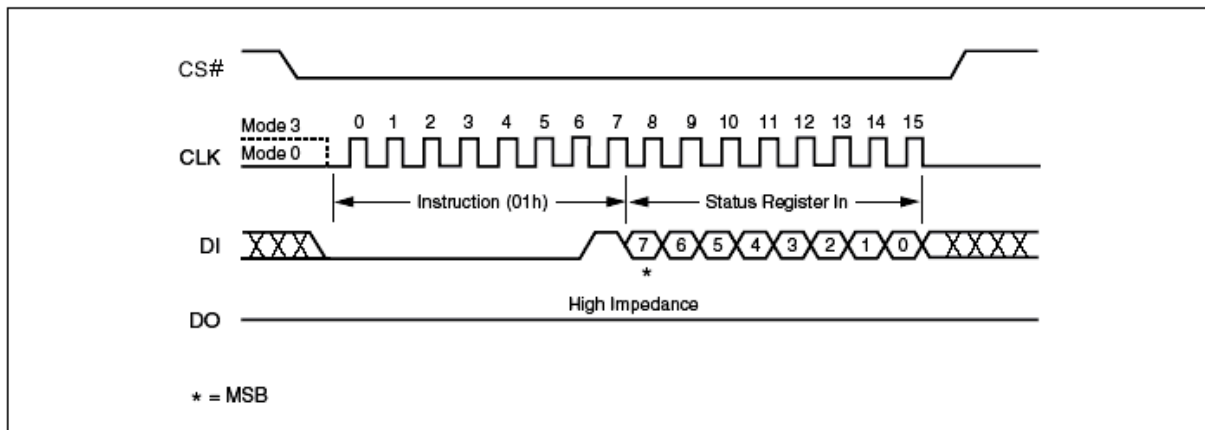 CS#
Mode 3
0 1 2 3 4 5 6 7 8 9 10 11 12 13 14 15
CLK
Mode 0
Instruction (01h)
Status Register In
DI
7 6 5 4 3 2 1 0
*
High Impedance
DO
* = MSB